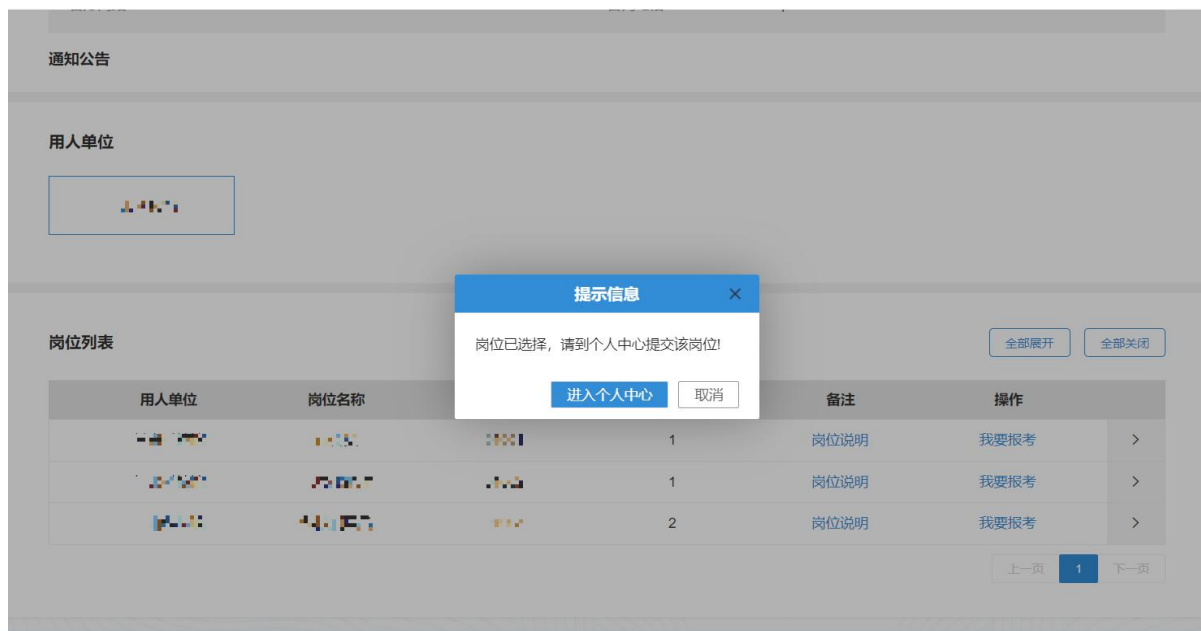 通知公告
用人单位
提示信息
岗位已选择，请到个人中心提交该岗位!
进入个人中心 取消
岗位列表 全部展开 全部关闭
用人单位 岗位名称 备注 操作
1 岗位说明 我要报考 >
1 岗位说明 我要报考 >
2 岗位说明 我要报考 >
上一页 1 下一页